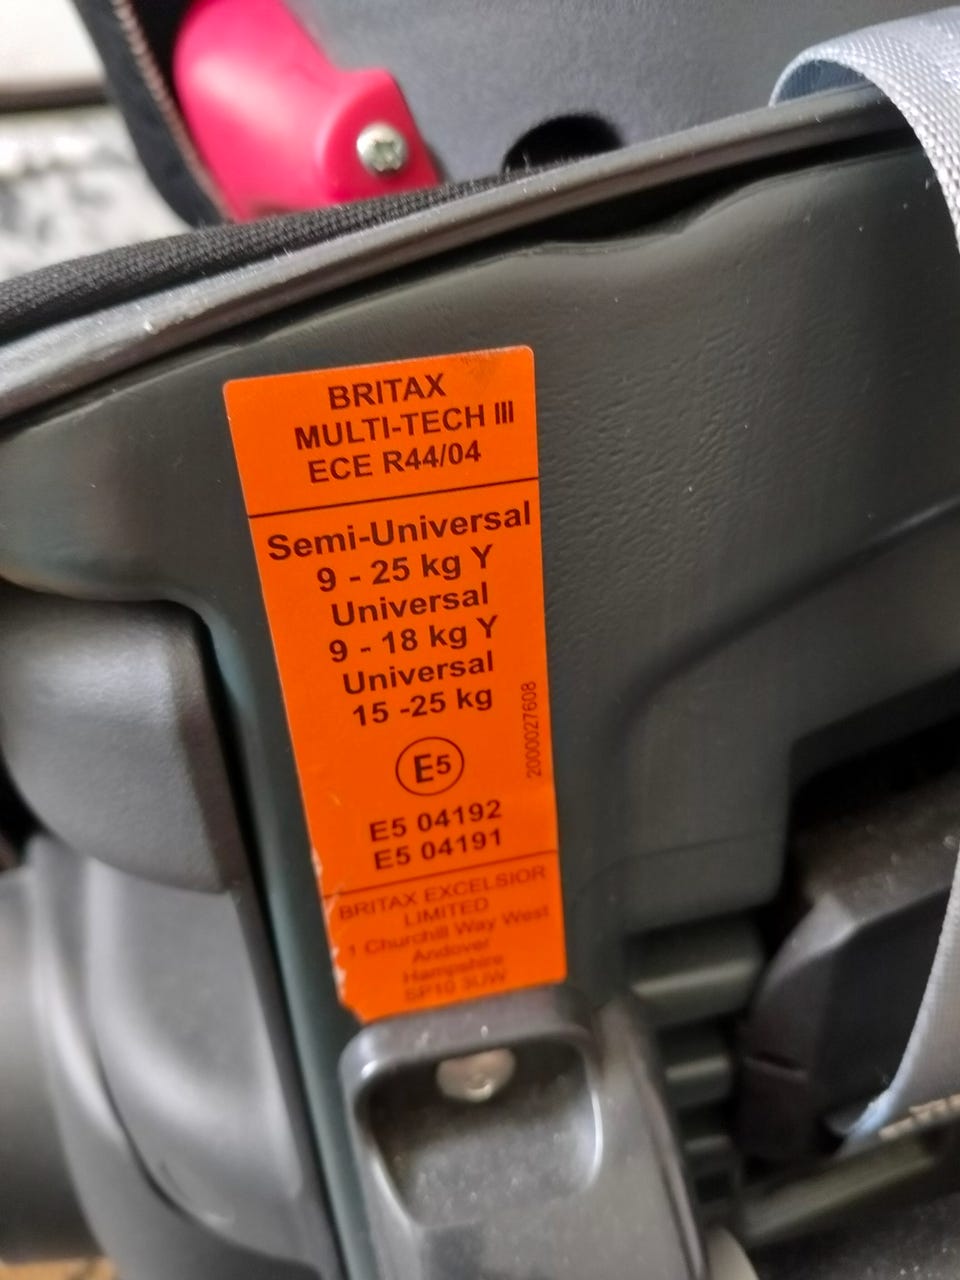 BRITAX
MULTI-TECH III
ECE R44/04
Semi-Universal
9 - 25 kg Y
Universal
9 - 18 kg Y
Universal
15 -25 kg
2000027608
E5
E5 04192
E5 04191
BRITAX EXCELSIOR
LIMITED
1 Churchill Way West
Andover
Hampshire
SP10 3UW